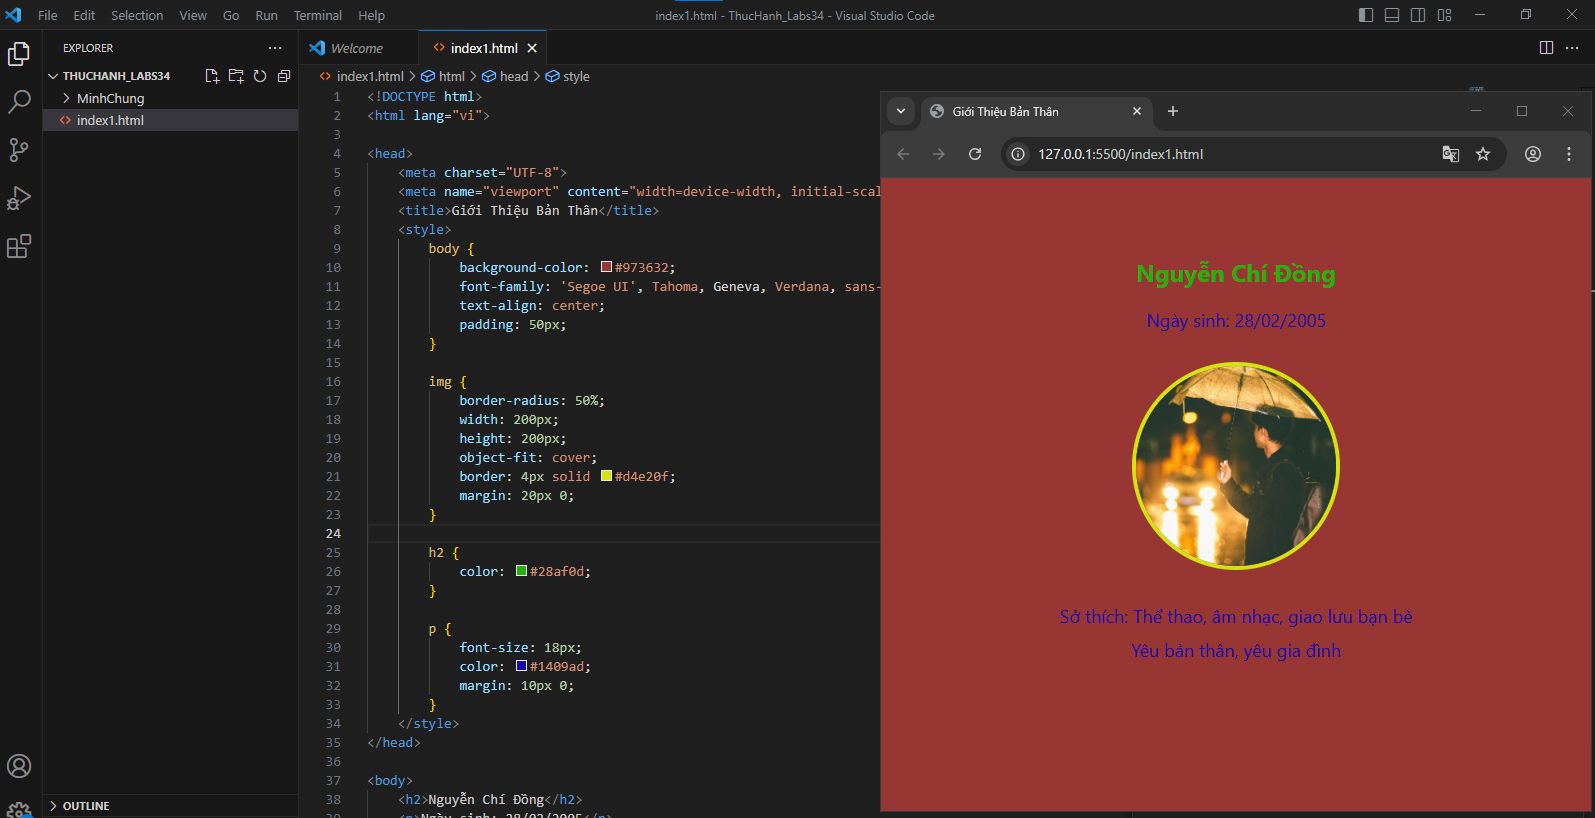 File Edit Selection View Go Run Terminal Help
index1.html - ThucHanh_Labs34 - Visual Studio Code
EXPLORER
THUCHANH_LABS34
MinhChung
index1.html
OUTLINE
Welcome
index1.html
index1.html > html > head > style
1 <!DOCTYPE html>
2 <html lang="vi">
3
4 <head>
5 <meta charset="UTF-8">
6 <meta name="viewport" content="width=device-width, initial-scal
7 <title>Giới Thiệu Bản Thân</title>
8 <style>
9 body {
10 background-color: #973632;
11 font-family: 'Segoe UI', Tahoma, Geneva, Verdana, sans-
12 text-align: center;
13 padding: 50px;
14 }
15
16 img {
17 border-radius: 50%;
18 width: 200px;
19 height: 200px;
20 object-fit: cover;
21 border: 4px solid #d4e20f;
22 margin: 20px 0;
23 }
24
25 h2 {
26 color: #28af0d;
27 }
28
29 p {
30 font-size: 18px;
31 color: #1409ad;
32 margin: 10px 0;
33 }
34 </style>
35 </head>
36
37 <body>
38 <h2>Nguyễn Chí Đồng</h2>
39 <p>Ngày sinh: 28/02/2005</p>
Giới Thiệu Bản Thân
127.0.0.1:5500/index1.html
Nguyễn Chí Đồng
Ngày sinh: 28/02/2005
Sở thích: Thể thao, âm nhạc, giao lưu bạn bè
Yêu bản thân, yêu gia đình